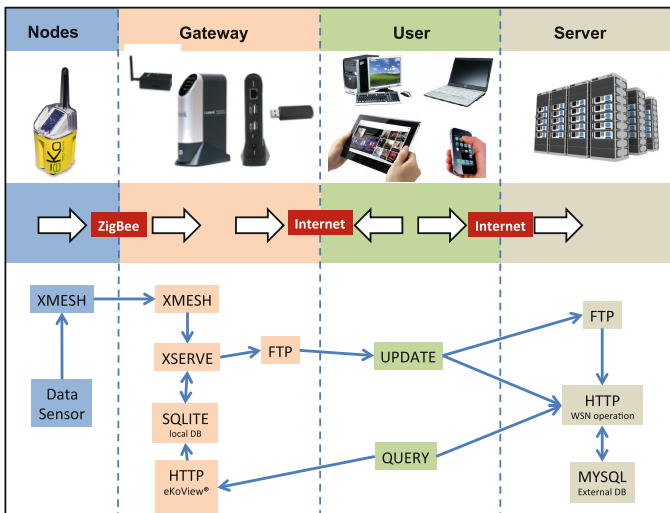 Nodes
Gateway
User
Server
eKo
ZigBee
Internet
Internet
XMESH
XMESH
FTP
XSERVE
FTP
UPDATE
Data
Sensor
SQLITE
local DB
HTTP
WSN operation
HTTP
eKoView®
QUERY
MYSQL
External DB